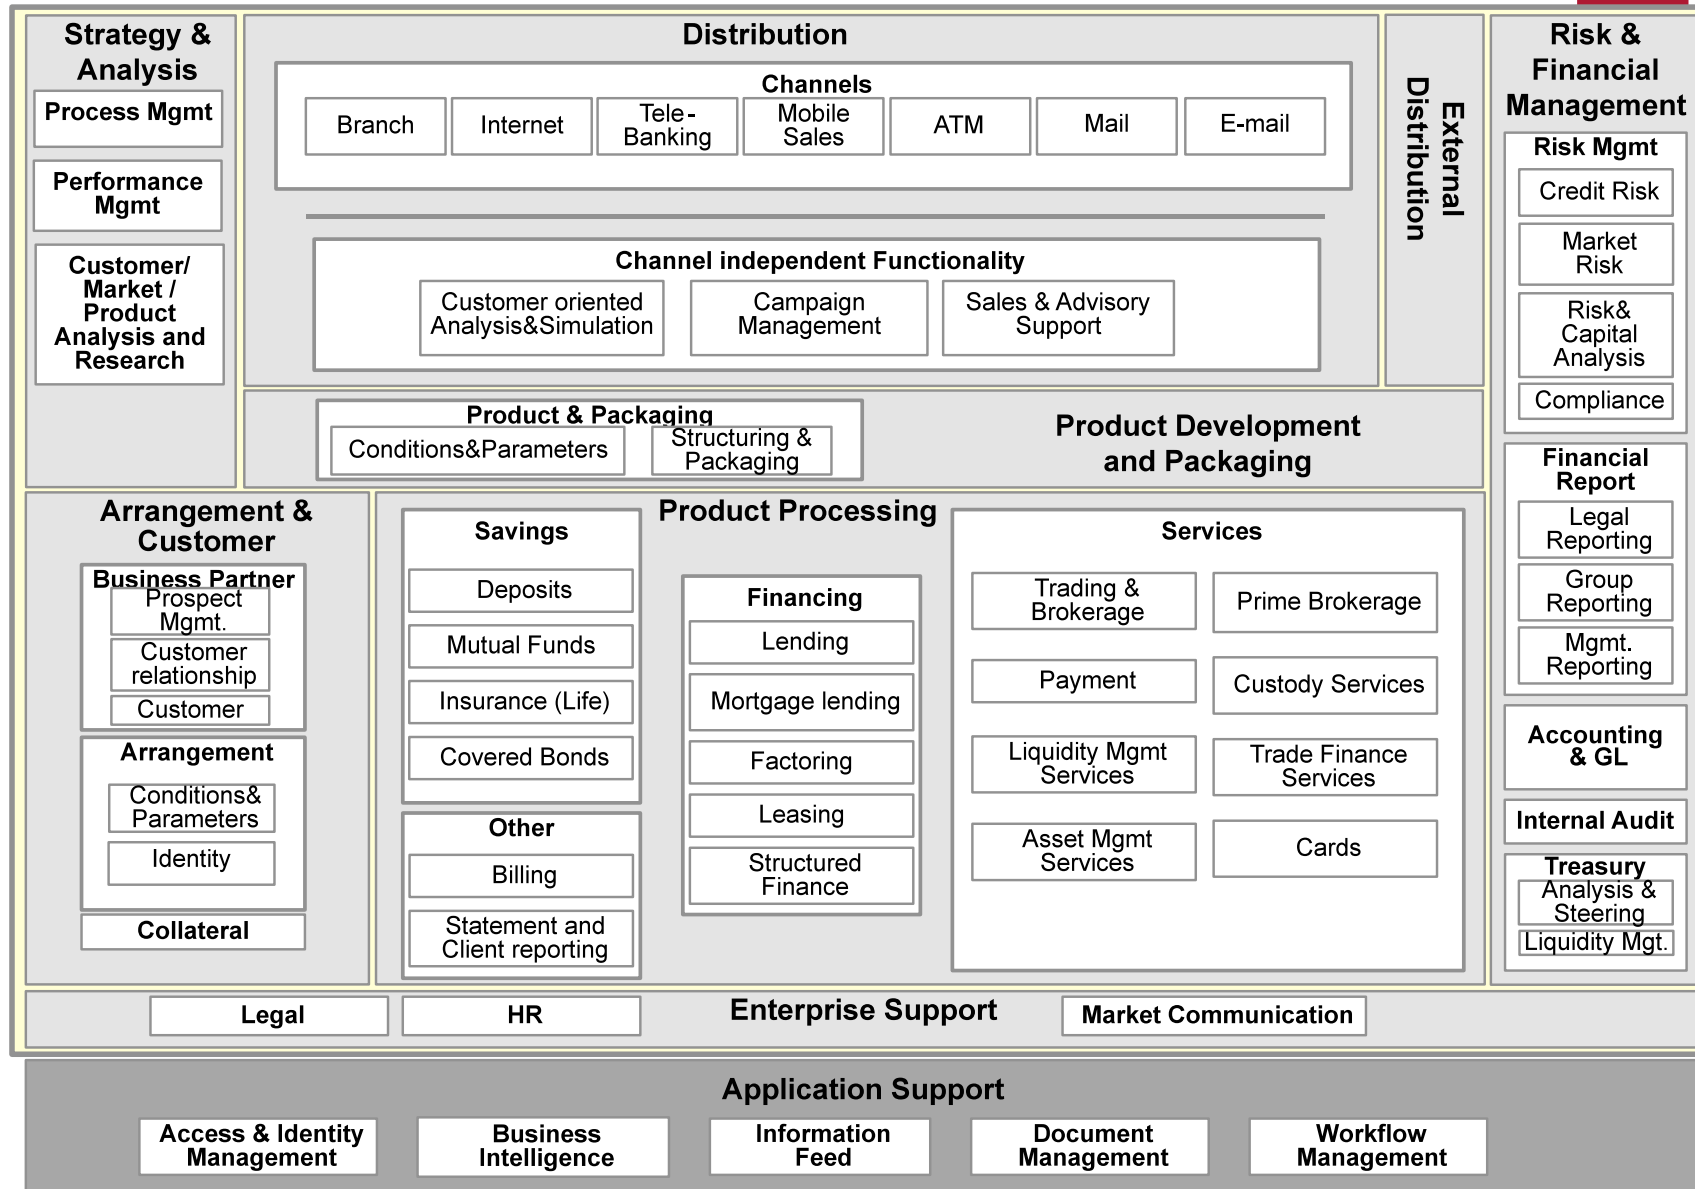 Strategy &
Analysis
Process Mgmt
Performance
Mgmt
Customer/
Market /
Product
Analysis and
Research
Distribution
Channels
Branch
Internet
Tele-
Banking
Mobile
Sales
ATM
Mail
E-mail
Channel independent Functionality
Customer oriented
Analysis&Simulation
Campaign
Management
Sales & Advisory
Support
External
Distribution
Risk &
Financial
Management
Risk Mgmt
Credit Risk
Market
Risk
Risk&
Capital
Analysis
Compliance
Financial
Report
Legal
Reporting
Group
Reporting
Mgmt.
Reporting
Accounting
& GL
Internal Audit
Treasury
Analysis &
Steering
Liquidity Mgt.
Product & Packaging
Conditions&Parameters
Structuring &
Packaging
Product Development
and Packaging
Arrangement &
Customer
Business Partner
Prospect
Mgmt.
Customer
relationship
Customer
Arrangement
Conditions&
Parameters
Identity
Collateral
Product Processing
Savings
Deposits
Mutual Funds
Insurance (Life)
Covered Bonds
Other
Billing
Statement and
Client reporting
Financing
Lending
Mortgage lending
Factoring
Leasing
Structured
Finance
Services
Trading &
Brokerage
Prime Brokerage
Payment
Custody Services
Liquidity Mgmt
Services
Trade Finance
Services
Asset Mgmt
Services
Cards
Legal
HR
Enterprise Support
Market Communication
Application Support
Access & Identity
Management
Business
Intelligence
Information
Feed
Document
Management
Workflow
Management